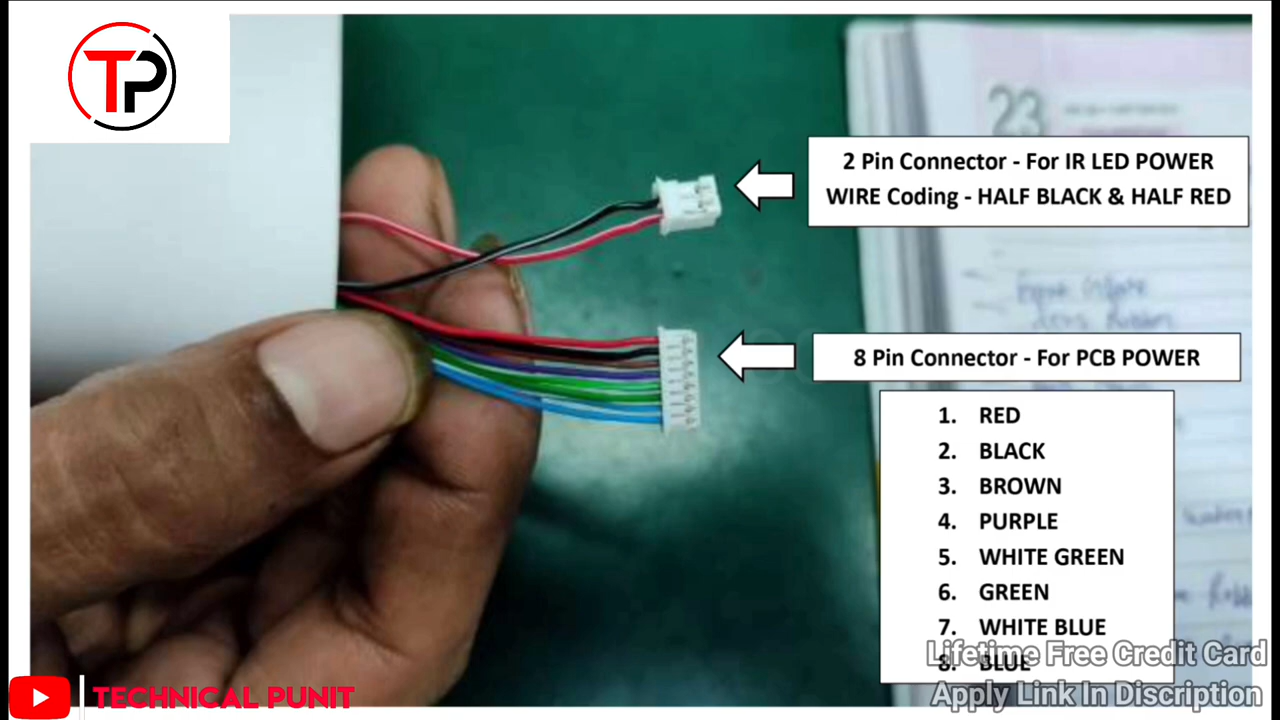 TP
23
2 Pin Connector - For IR LED POWER
WIRE Coding - HALF BLACK & HALF RED
8 Pin Connector - For PCB POWER
1. RED
2. BLACK
3. BROWN
4. PURPLE
5. WHITE GREEN
6. GREEN
7. WHITE BLUE
8. BLUE
Lifetime Free Credit Card
Apply Link In Discription
TECHNICAL PUNIT